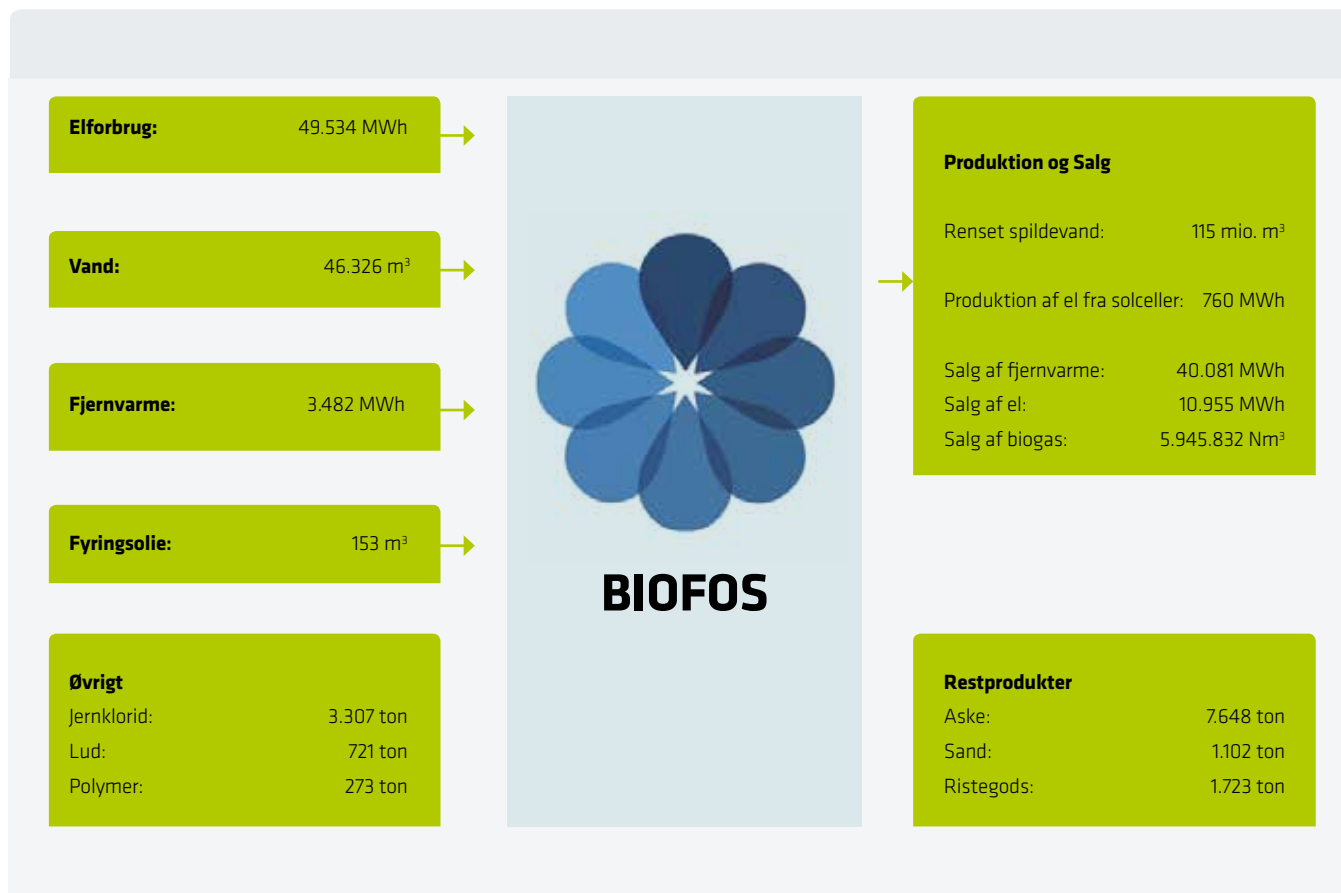 Elforbrug: 49.534 MWh
Vand: 46.326 m³
Fjernvarme: 3.482 MWh
Fyringsolie: 153 m³
Øvrigt
Jernklorid: 3.307 ton
Lud: 721 ton
Polymer: 273 ton
BIOFOS
Produktion og Salg
Renset spildevand: 115 mio. m³
Produktion af el fra solceller: 760 MWh
Salg af fjernvarme: 40.081 MWh
Salg af el: 10.955 MWh
Salg af biogas: 5.945.832 Nm³
Restprodukter
Aske: 7.648 ton
Sand: 1.102 ton
Ristegods: 1.723 ton